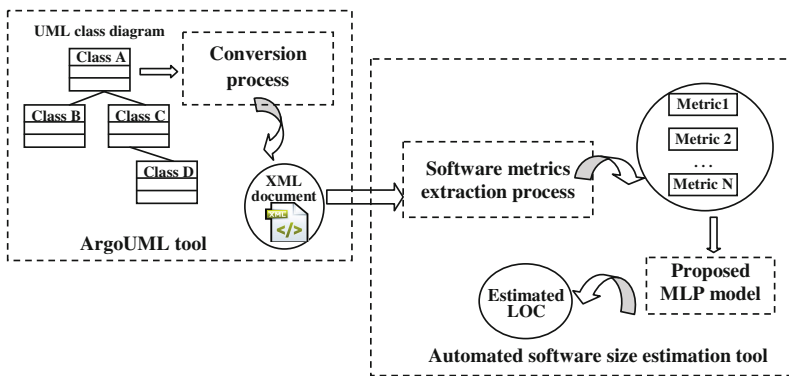 UML class diagram
Class A
Class B
Class C
Class D
Conversion
process
XML
document
XML
</>
ArgoUML tool
Software metrics
extraction process
Metric1
Metric 2
...
Metric N
Proposed
MLP model
Estimated
LOC
Automated software size estimation tool